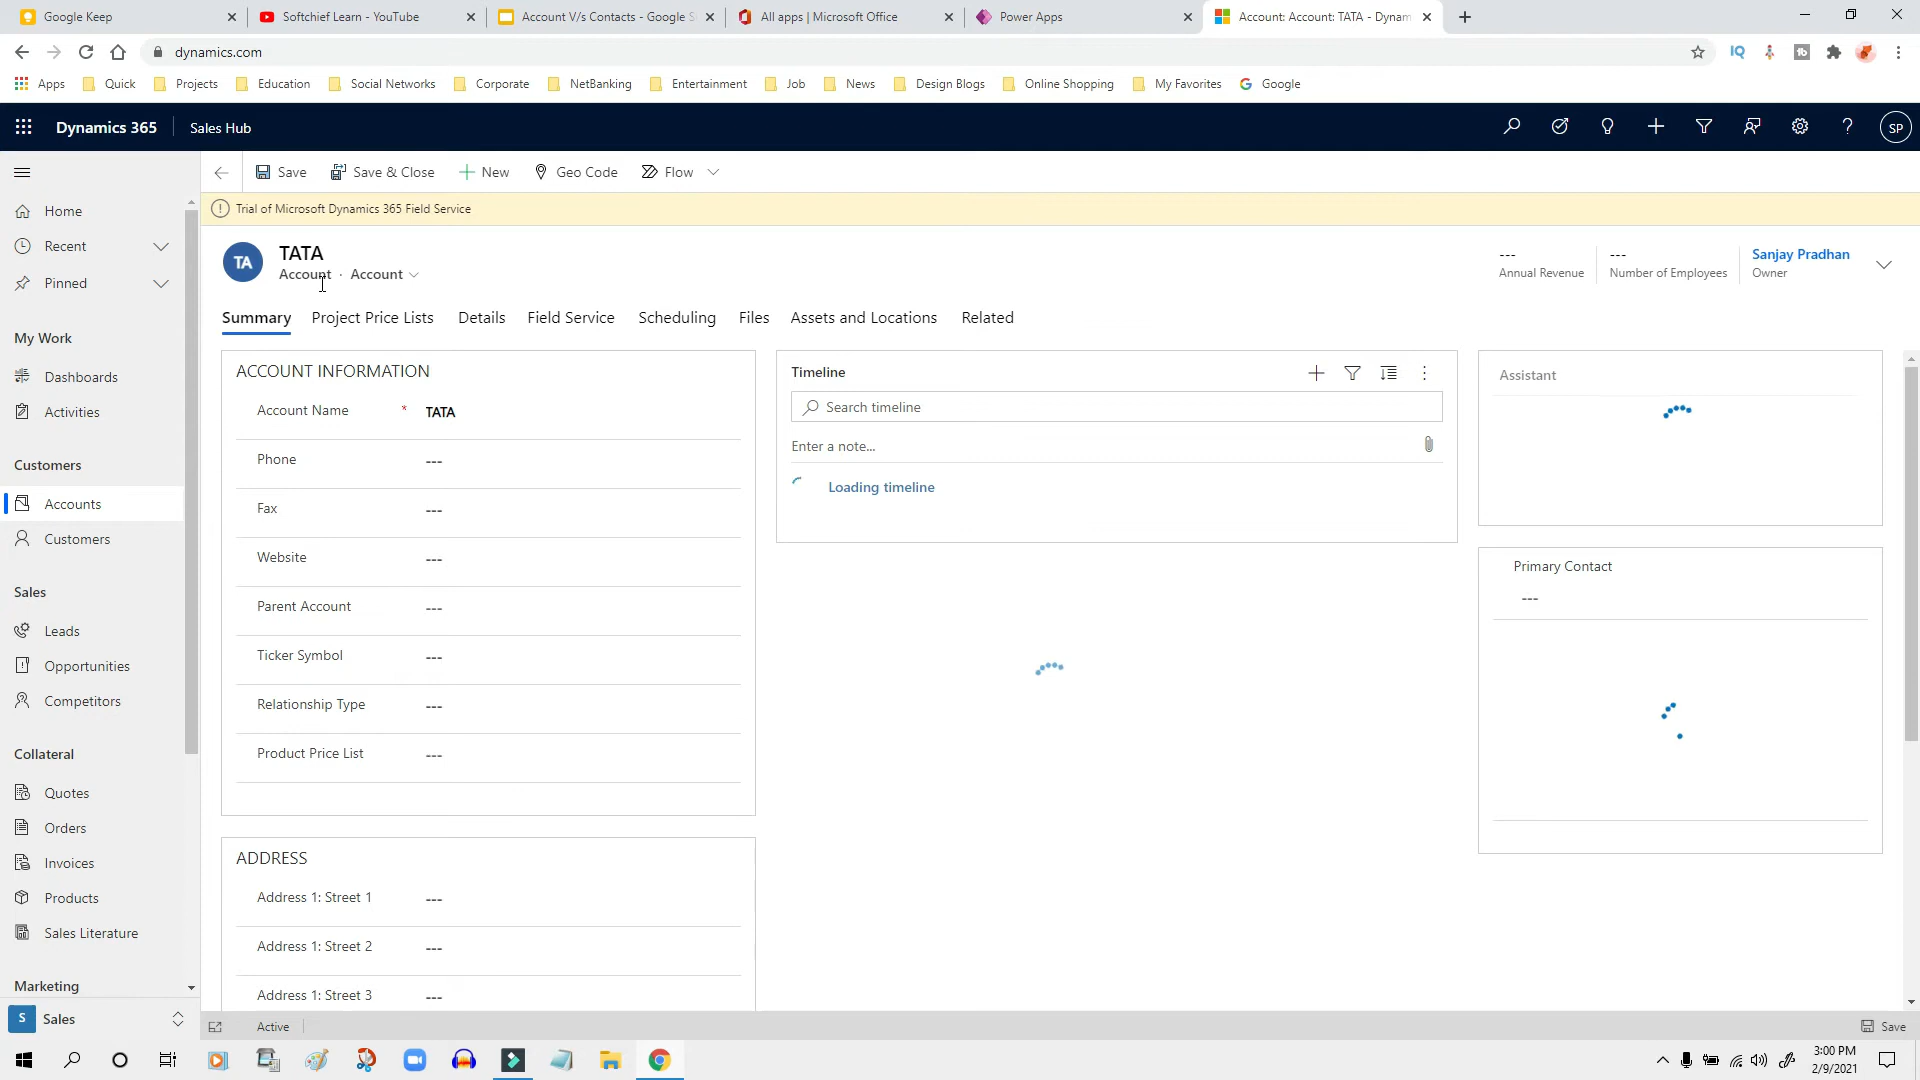 Google Keep
Softchief Learn - YouTube
Account V/s Contacts - Google S
All apps | Microsoft Office
Power Apps
Account: Account: TATA - Dynam
dynamics.com
Apps
Quick
Projects
Education
Social Networks
Corporate
NetBanking
Entertainment
Job
News
Design Blogs
Online Shopping
My Favorites
Google
Dynamics 365
Sales Hub
SP
Save
Save & Close
New
Geo Code
Flow
Trial of Microsoft Dynamics 365 Field Service
Home
Recent
Pinned
My Work
Dashboards
Activities
Customers
Accounts
Customers
Sales
Leads
Opportunities
Competitors
Collateral
Quotes
Orders
Invoices
Products
Sales Literature
Marketing
S Sales
TA
TATA
Account · Account
---
Annual Revenue
---
Number of Employees
Sanjay Pradhan
Owner
Summary
Project Price Lists
Details
Field Service
Scheduling
Files
Assets and Locations
Related
ACCOUNT INFORMATION
Account Name * TATA
Phone ---
Fax ---
Website ---
Parent Account ---
Ticker Symbol ---
Relationship Type ---
Product Price List ---
ADDRESS
Address 1: Street 1 ---
Address 1: Street 2 ---
Address 1: Street 3 ---
Timeline
Search timeline
Enter a note...
Loading timeline
Assistant
Primary Contact
---
Active
Save
3:00 PM
2/9/2021